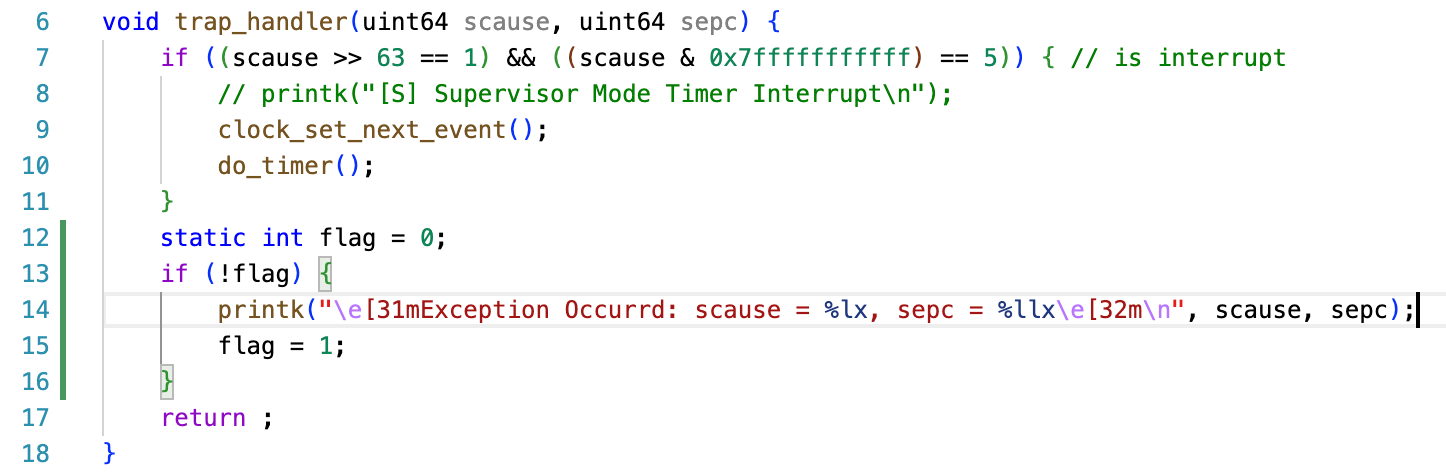 6 void trap_handler(uint64 scause, uint64 sepc) {
7 if ((scause >> 63 == 1) && ((scause & 0x7fffffffffff) == 5)) { // is interrupt
8 // printk("[S] Supervisor Mode Timer Interrupt\n");
9 clock_set_next_event();
10 do_timer();
11 }
12 static int flag = 0;
13 if (!flag) {
14 printk("\e[31mException Occurrd: scause = %lx, sepc = %llx\e[32m\n", scause, sepc);
15 flag = 1;
16 }
17 return ;
18 }